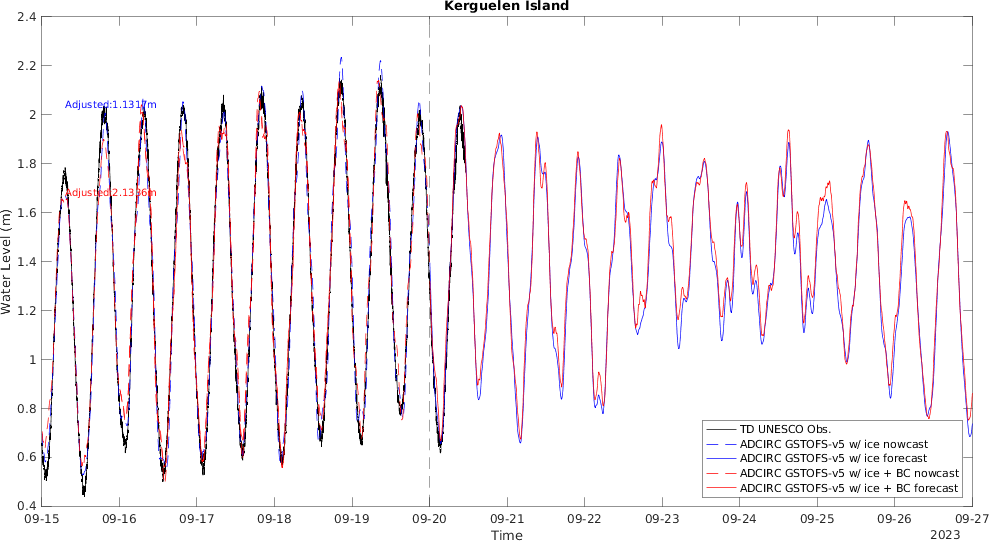 Kerguelen Island
2.4
2.2
2
1.8
1.6
1.4
1.2
1
0.8
0.6
0.4
Water Level (m)
Adjusted:1.1317m
Adjusted:2.1336m
TD UNESCO Obs.
ADCIRC GSTOFS-v5 w/ ice nowcast
ADCIRC GSTOFS-v5 w/ ice forecast
ADCIRC GSTOFS-v5 w/ ice + BC nowcast
ADCIRC GSTOFS-v5 w/ ice + BC forecast
09-15 09-16 09-17 09-18 09-19 09-20 09-21 09-22 09-23 09-24 09-25 09-26 09-27
Time
2023